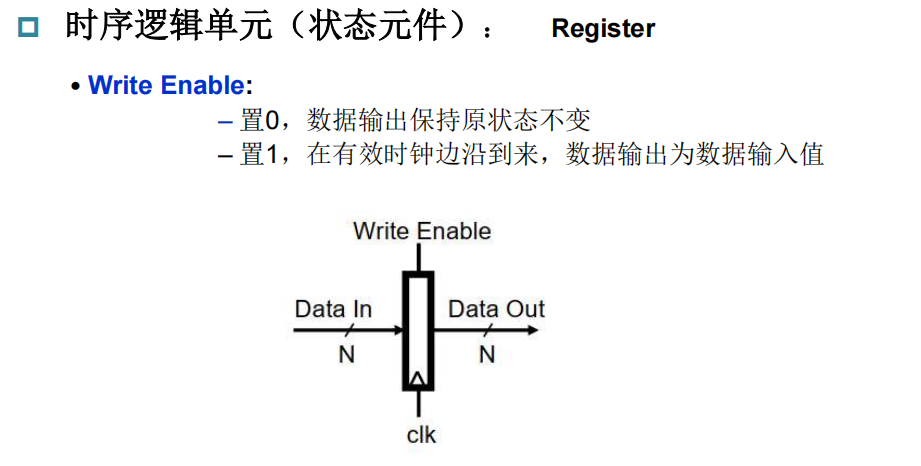 时序逻辑单元（状态元件）： Register
• Write Enable:
– 置0，数据输出保持原状态不变
– 置1，在有效时钟边沿到来，数据输出为数据输入值
Write Enable
Data In Data Out
N N
clk